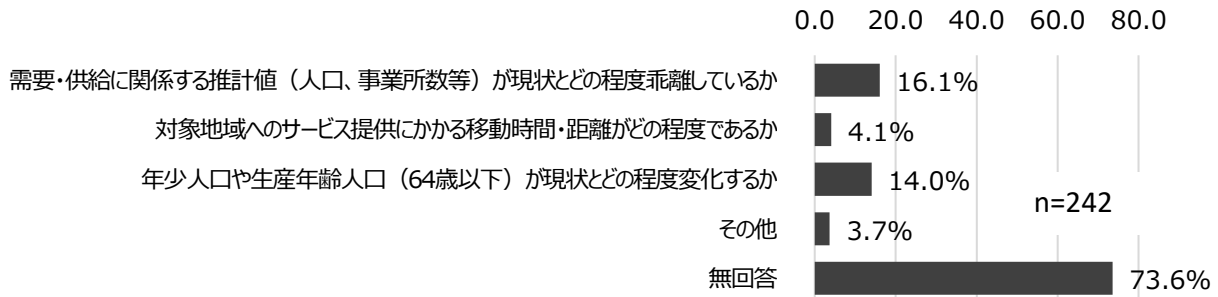 0.0 20.0 40.0 60.0 80.0
需要・供給に関係する推計値（人口、事業所数等）が現状とどの程度乖離しているか 16.1%
対象地域へのサービス提供にかかる移動時間・距離がどの程度であるか 4.1%
年少人口や生産年齢人口（64歳以下）が現状とどの程度変化するか 14.0%
n=242
その他 3.7%
無回答 73.6%